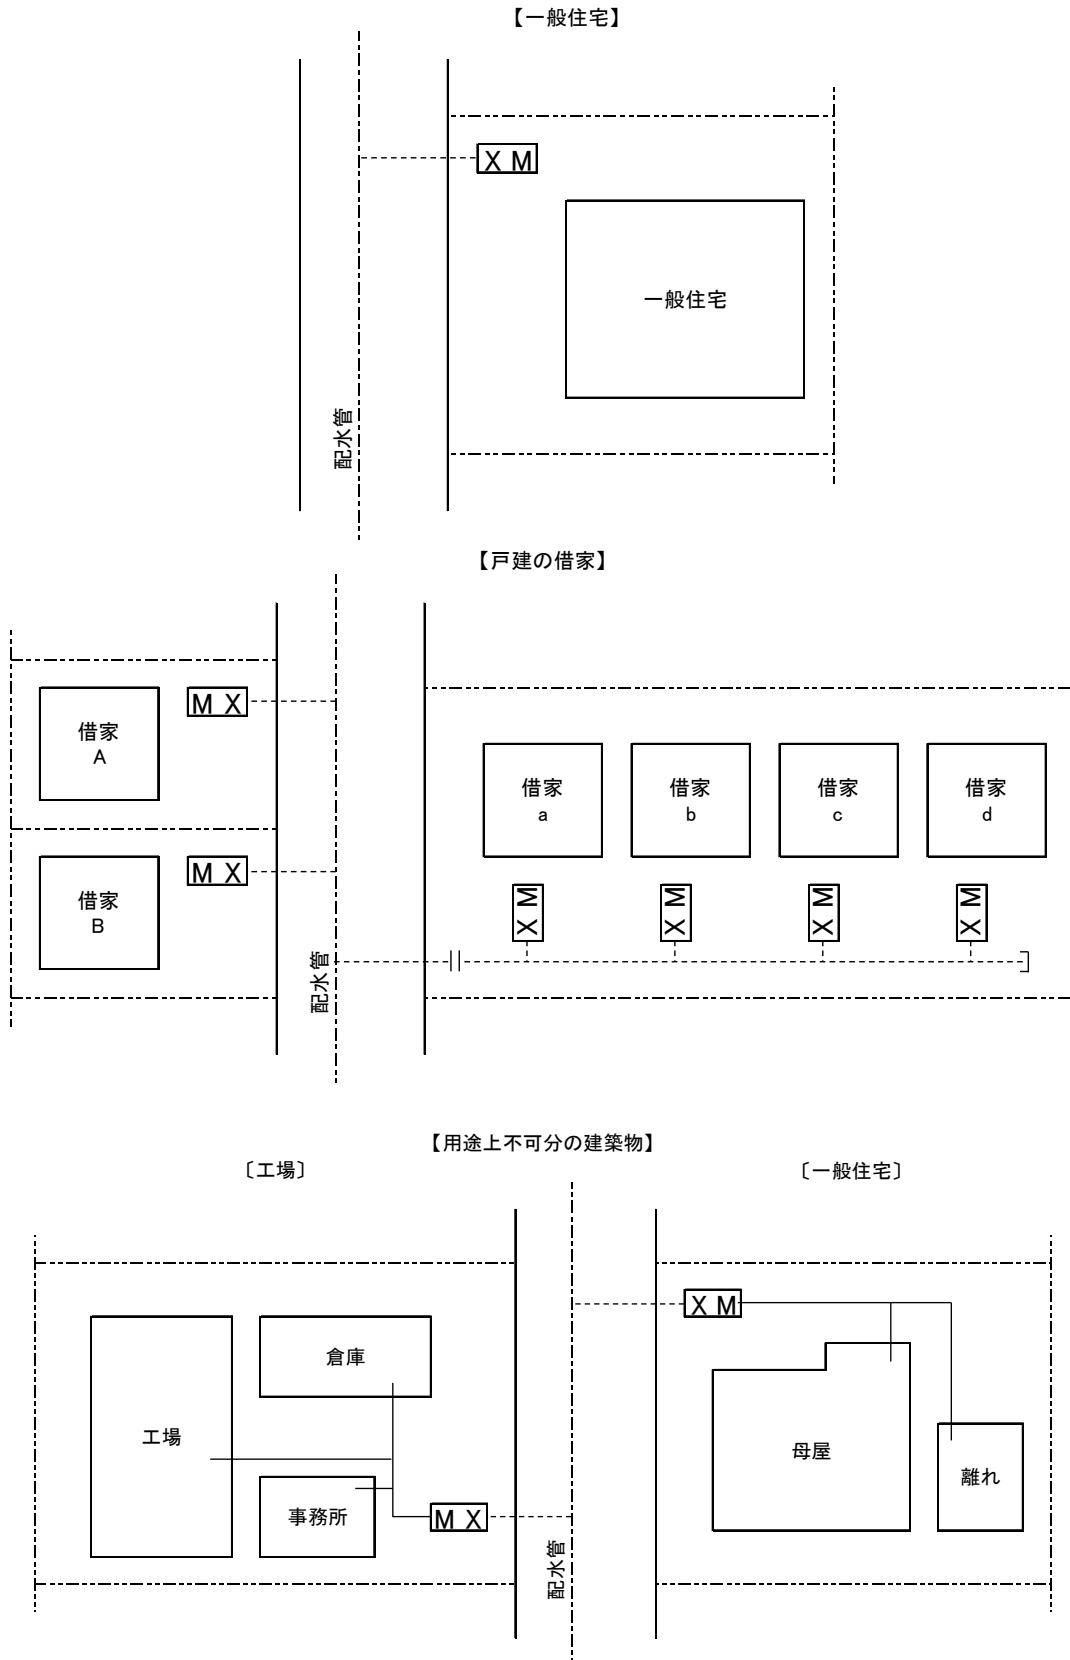 【一般住宅】
X M
一般住宅
配水管
【戸建の借家】
M X
借家
A
M X
借家
B
配水管
借家
a
借家
b
借家
c
借家
d
X M
X M
X M
X M
【用途上不可分の建築物】
〔工場〕
〔一般住宅〕
倉庫
工場
事務所
M X
配水管
X M
母屋
離れ